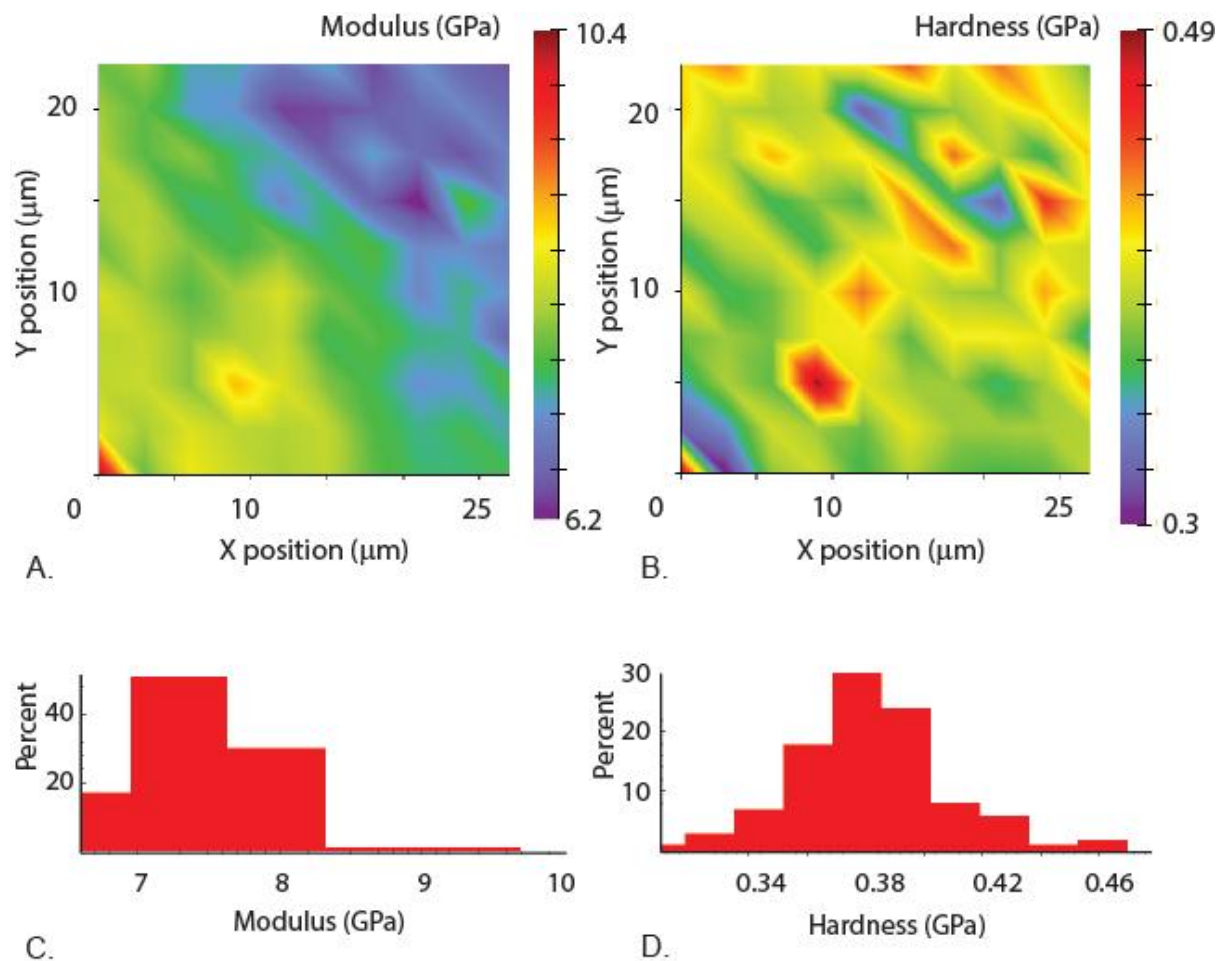 Modulus (GPa)
10.4
20
10
0
10
25
6.2
Y position (μm)
X position (μm)
A.
Hardness (GPa)
0.49
20
10
0
10
25
0.3
Y position (μm)
X position (μm)
B.
40
20
Percent
7 8 9 10
Modulus (GPa)
C.
30
20
10
Percent
0.34 0.38 0.42 0.46
Hardness (GPa)
D.